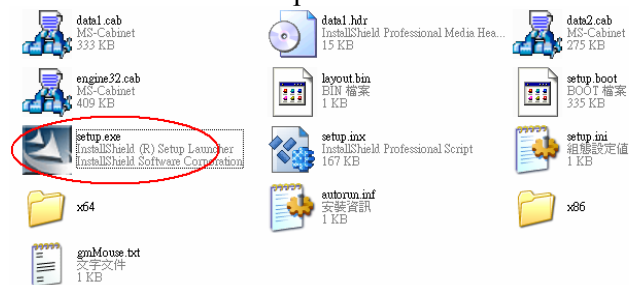 data1.cab
MS-Cabinet
333 KB
data1.hdr
InstallShield Professional Media Hea...
15 KB
data2.cab
MS-Cabinet
275 KB
engine32.cab
MS-Cabinet
409 KB
layout.bin
BIN 檔案
1 KB
setup.boot
BOOT 檔案
335 KB
setup.exe
InstallShield (R) Setup Launcher
InstallShield Software Corporation
setup.inx
InstallShield Professional Script
167 KB
setup.ini
組態設定值
1 KB
x64
autorun.inf
安裝資訊
1 KB
x86
gmMouse.txt
文字文件
1 KB